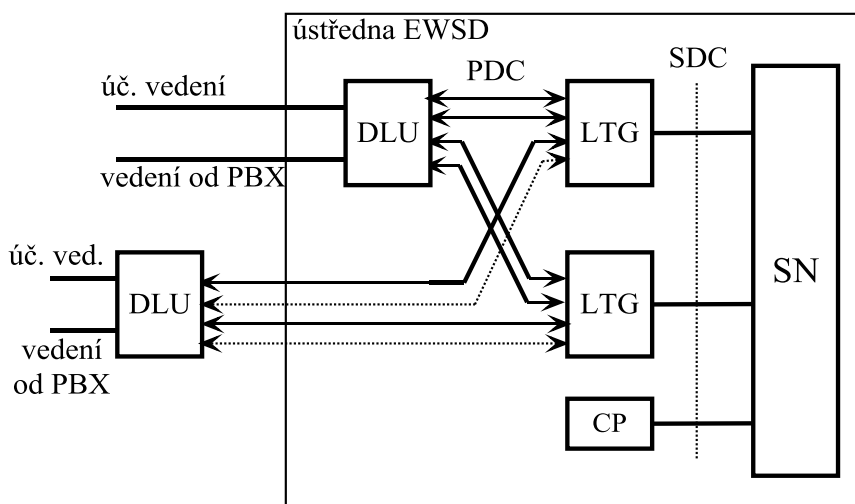 ústředna EWSD
úč. vedení
PDC
SDC
DLU
LTG
vedení od PBX
úč. ved.
SN
DLU
LTG
vedení
od PBX
CP